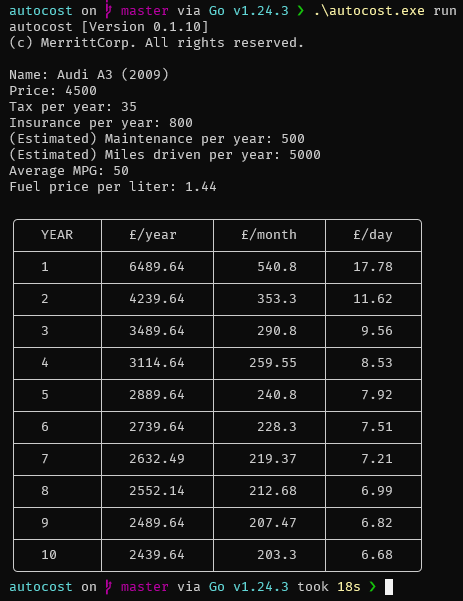 autocost on master via Go v1.24.3 ❯ .\autocost.exe run
autocost [Version 0.1.10]
(c) MerrittCorp. All rights reserved.
Name: Audi A3 (2009)
Price: 4500
Tax per year: 35
Insurance per year: 800
(Estimated) Maintenance per year: 500
(Estimated) Miles driven per year: 5000
Average MPG: 50
Fuel price per liter: 1.44
YEAR £/year £/month £/day
1 6489.64 540.8 17.78
2 4239.64 353.3 11.62
3 3489.64 290.8 9.56
4 3114.64 259.55 8.53
5 2889.64 240.8 7.92
6 2739.64 228.3 7.51
7 2632.49 219.37 7.21
8 2552.14 212.68 6.99
9 2489.64 207.47 6.82
10 2439.64 203.3 6.68
autocost on master via Go v1.24.3 took 18s ❯